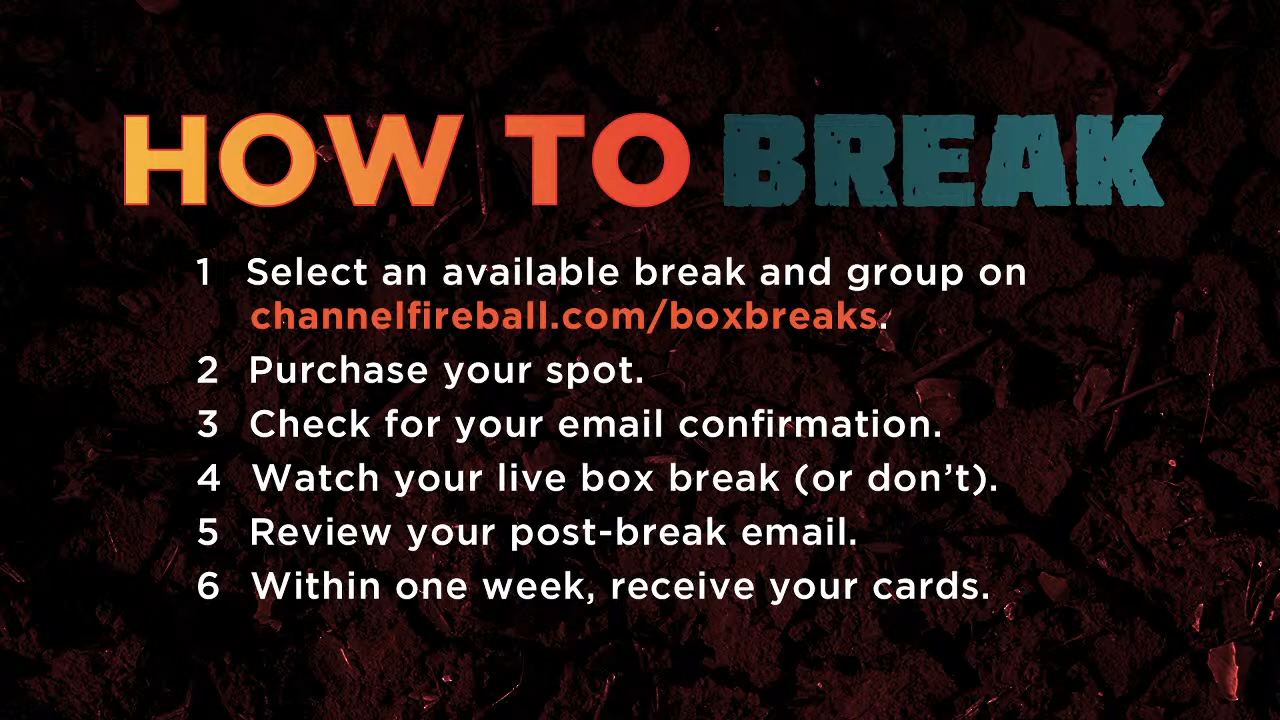 HOW TO BREAK
1 Select an available break and group on
channelfireball.com/boxbreaks.
2 Purchase your spot.
3 Check for your email confirmation.
4 Watch your live box break (or don’t).
5 Review your post-break email.
6 Within one week, receive your cards.